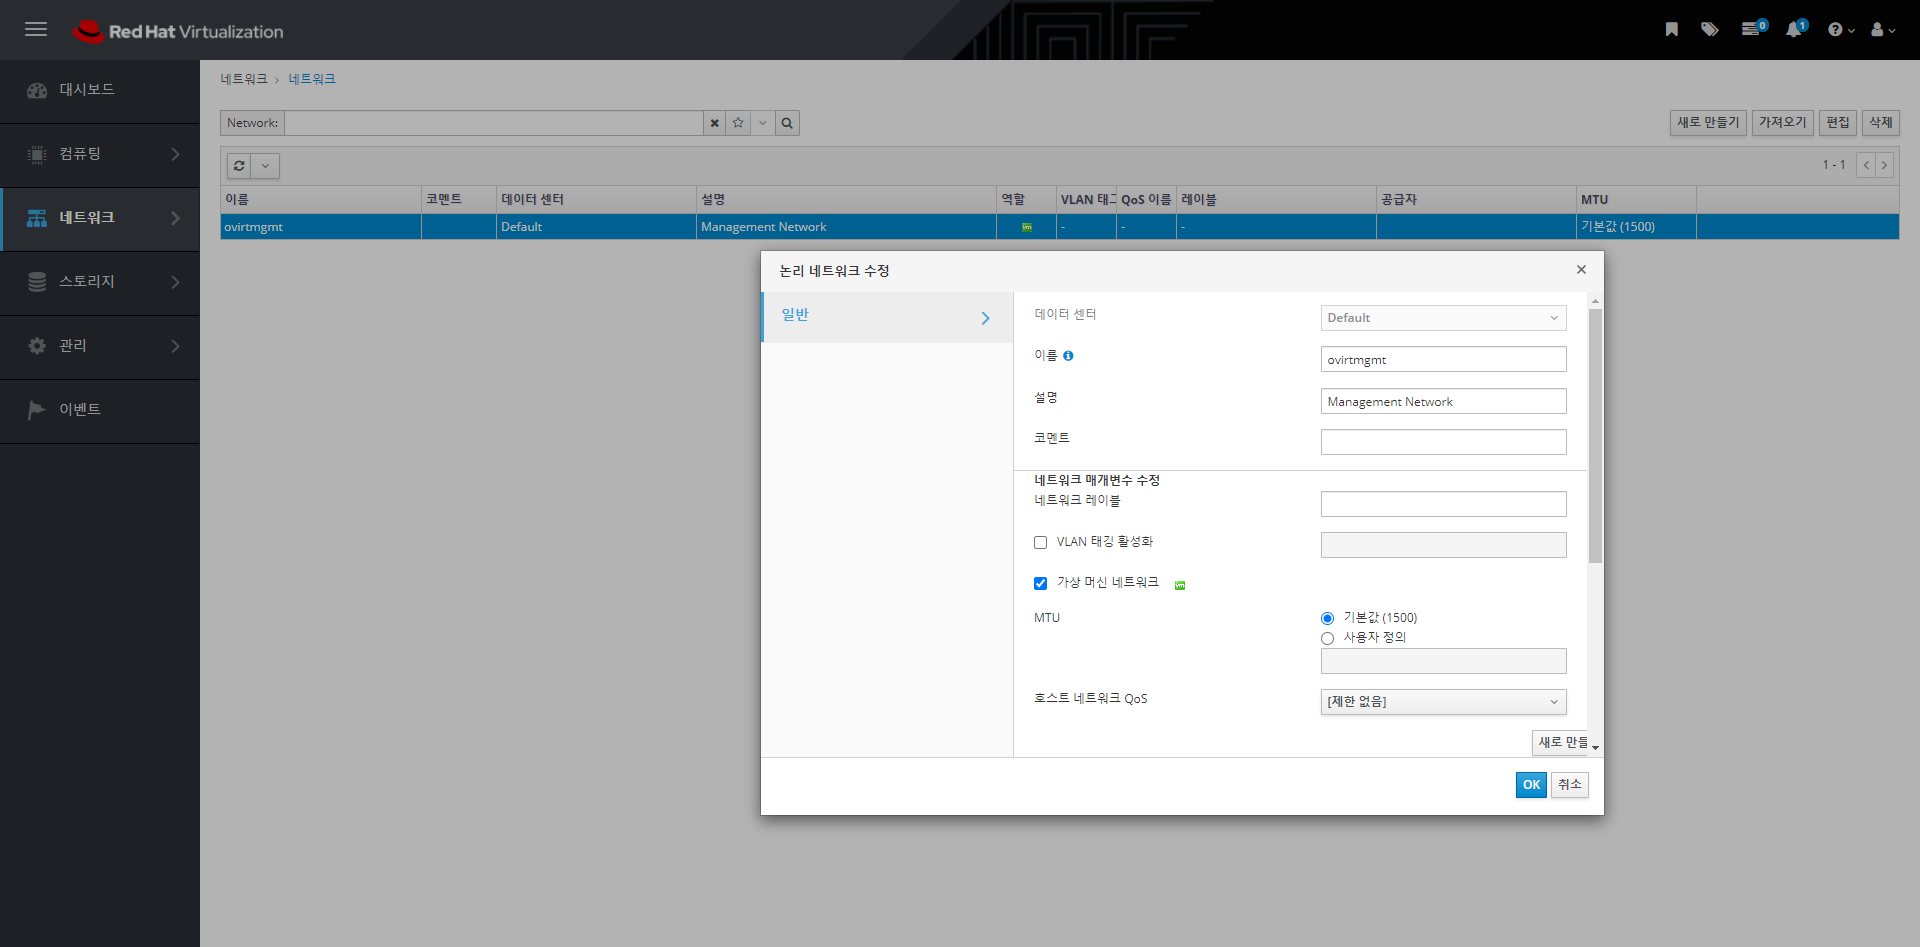 Red Hat Virtualization
0
1
대시보드
컴퓨팅
네트워크
스토리지
관리
이벤트
네트워크 › 네트워크
Network:
새로 만들기 가져오기 편집 삭제
1 - 1
이름 코멘트 데이터 센터 설명 역할 VLAN 태그 QoS 이름 레이블 공급자 MTU
ovirtmgmt Default Management Network vm - - - 기본값 (1500)
논리 네트워크 수정
일반
데이터 센터 Default
이름 ovirtmgmt
설명 Management Network
코멘트
네트워크 매개변수 수정
네트워크 레이블
VLAN 태깅 활성화
가상 머신 네트워크 vm
MTU 기본값 (1500)
사용자 정의
호스트 네트워크 QoS [제한 없음]
새로 만들
OK 취소